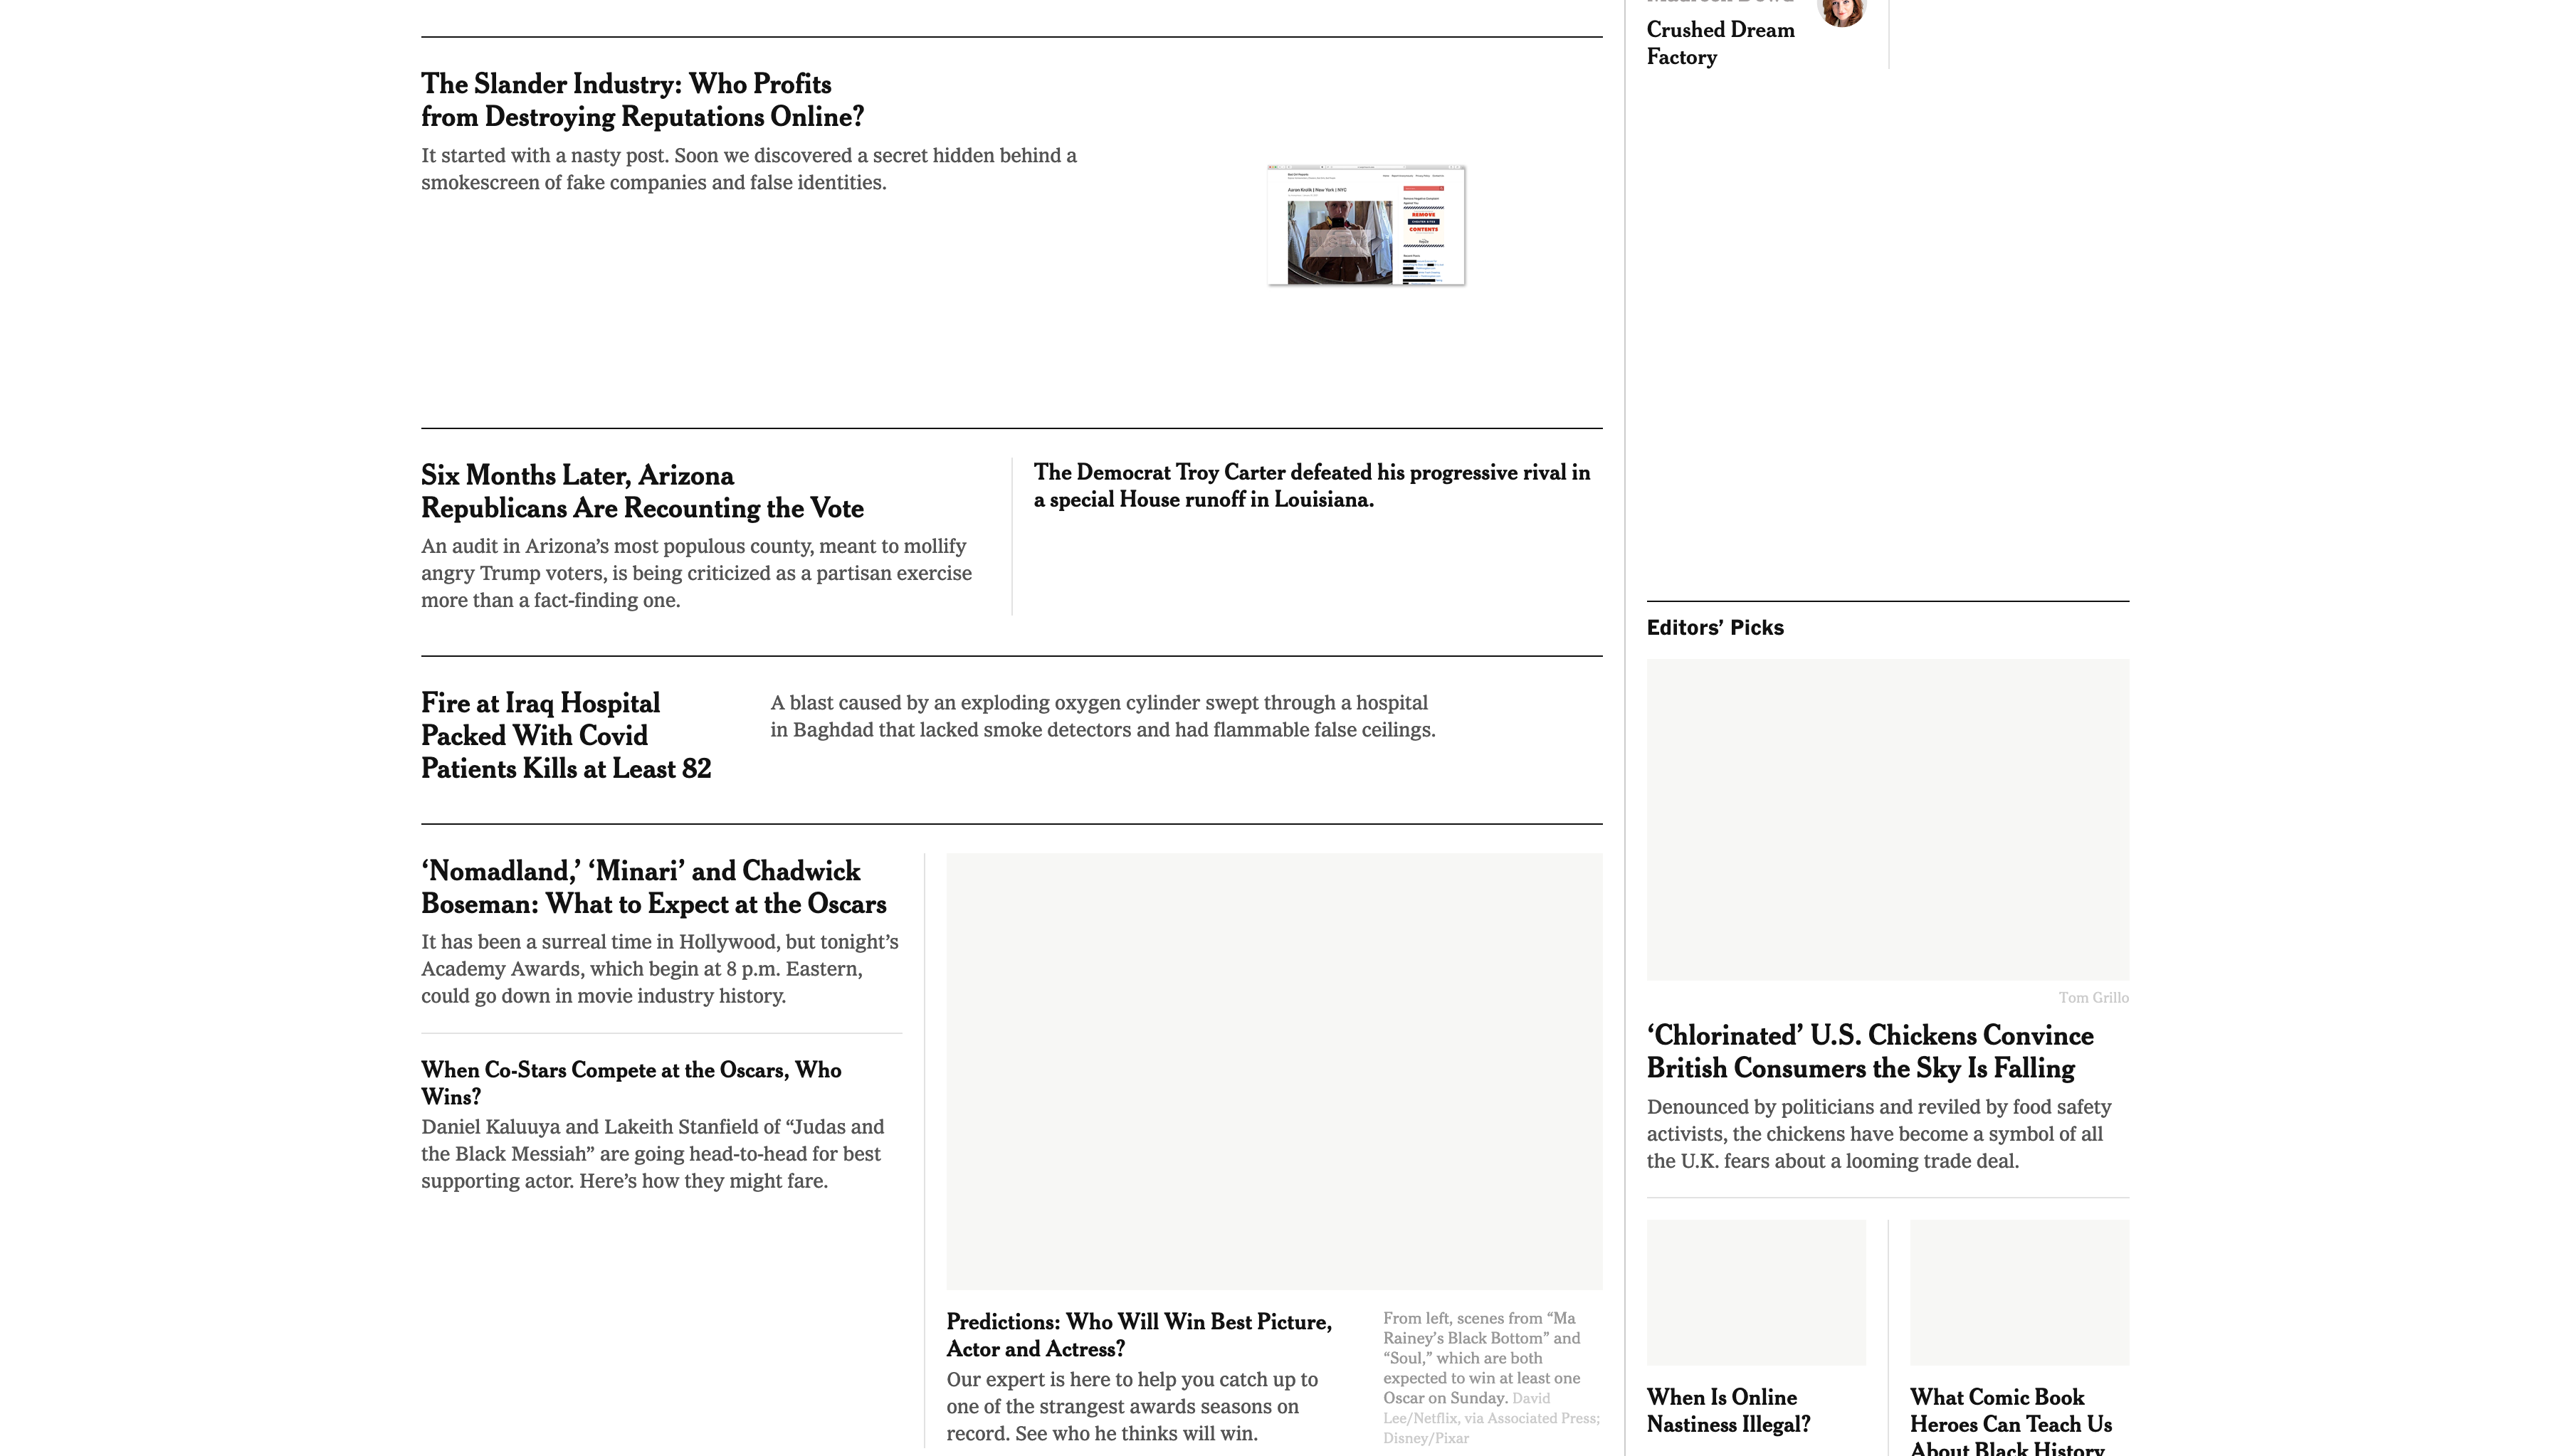 The Slander Industry: Who Profits
from Destroying Reputations Online?
It started with a nasty post. Soon we discovered a secret hidden behind a
smokescreen of fake companies and false identities.
Aaron Krolik | New York | NYC
REMOVE
CONTENTS
Six Months Later, Arizona
Republicans Are Recounting the Vote
An audit in Arizona’s most populous county, meant to mollify
angry Trump voters, is being criticized as a partisan exercise
more than a fact-finding one.
The Democrat Troy Carter defeated his progressive rival in
a special House runoff in Louisiana.
Fire at Iraq Hospital
Packed With Covid
Patients Kills at Least 82
A blast caused by an exploding oxygen cylinder swept through a hospital
in Baghdad that lacked smoke detectors and had flammable false ceilings.
‘Nomadland,’ ‘Minari’ and Chadwick
Boseman: What to Expect at the Oscars
It has been a surreal time in Hollywood, but tonight’s
Academy Awards, which begin at 8 p.m. Eastern,
could go down in movie industry history.
When Co-Stars Compete at the Oscars, Who
Wins?
Daniel Kaluuya and Lakeith Stanfield of “Judas and
the Black Messiah” are going head-to-head for best
supporting actor. Here’s how they might fare.
Predictions: Who Will Win Best Picture,
Actor and Actress?
Our expert is here to help you catch up to
one of the strangest awards seasons on
record. See who he thinks will win.
From left, scenes from “Ma
Rainey’s Black Bottom” and
“Soul,” which are both
expected to win at least one
Oscar on Sunday. David
Lee/Netflix, via Associated Press;
Disney/Pixar
Maureen Dowd
Crushed Dream
Factory
Editors’ Picks
Tom Grillo
‘Chlorinated’ U.S. Chickens Convince
British Consumers the Sky Is Falling
Denounced by politicians and reviled by food safety
activists, the chickens have become a symbol of all
the U.K. fears about a looming trade deal.
When Is Online
Nastiness Illegal?
What Comic Book
Heroes Can Teach Us
About Black History